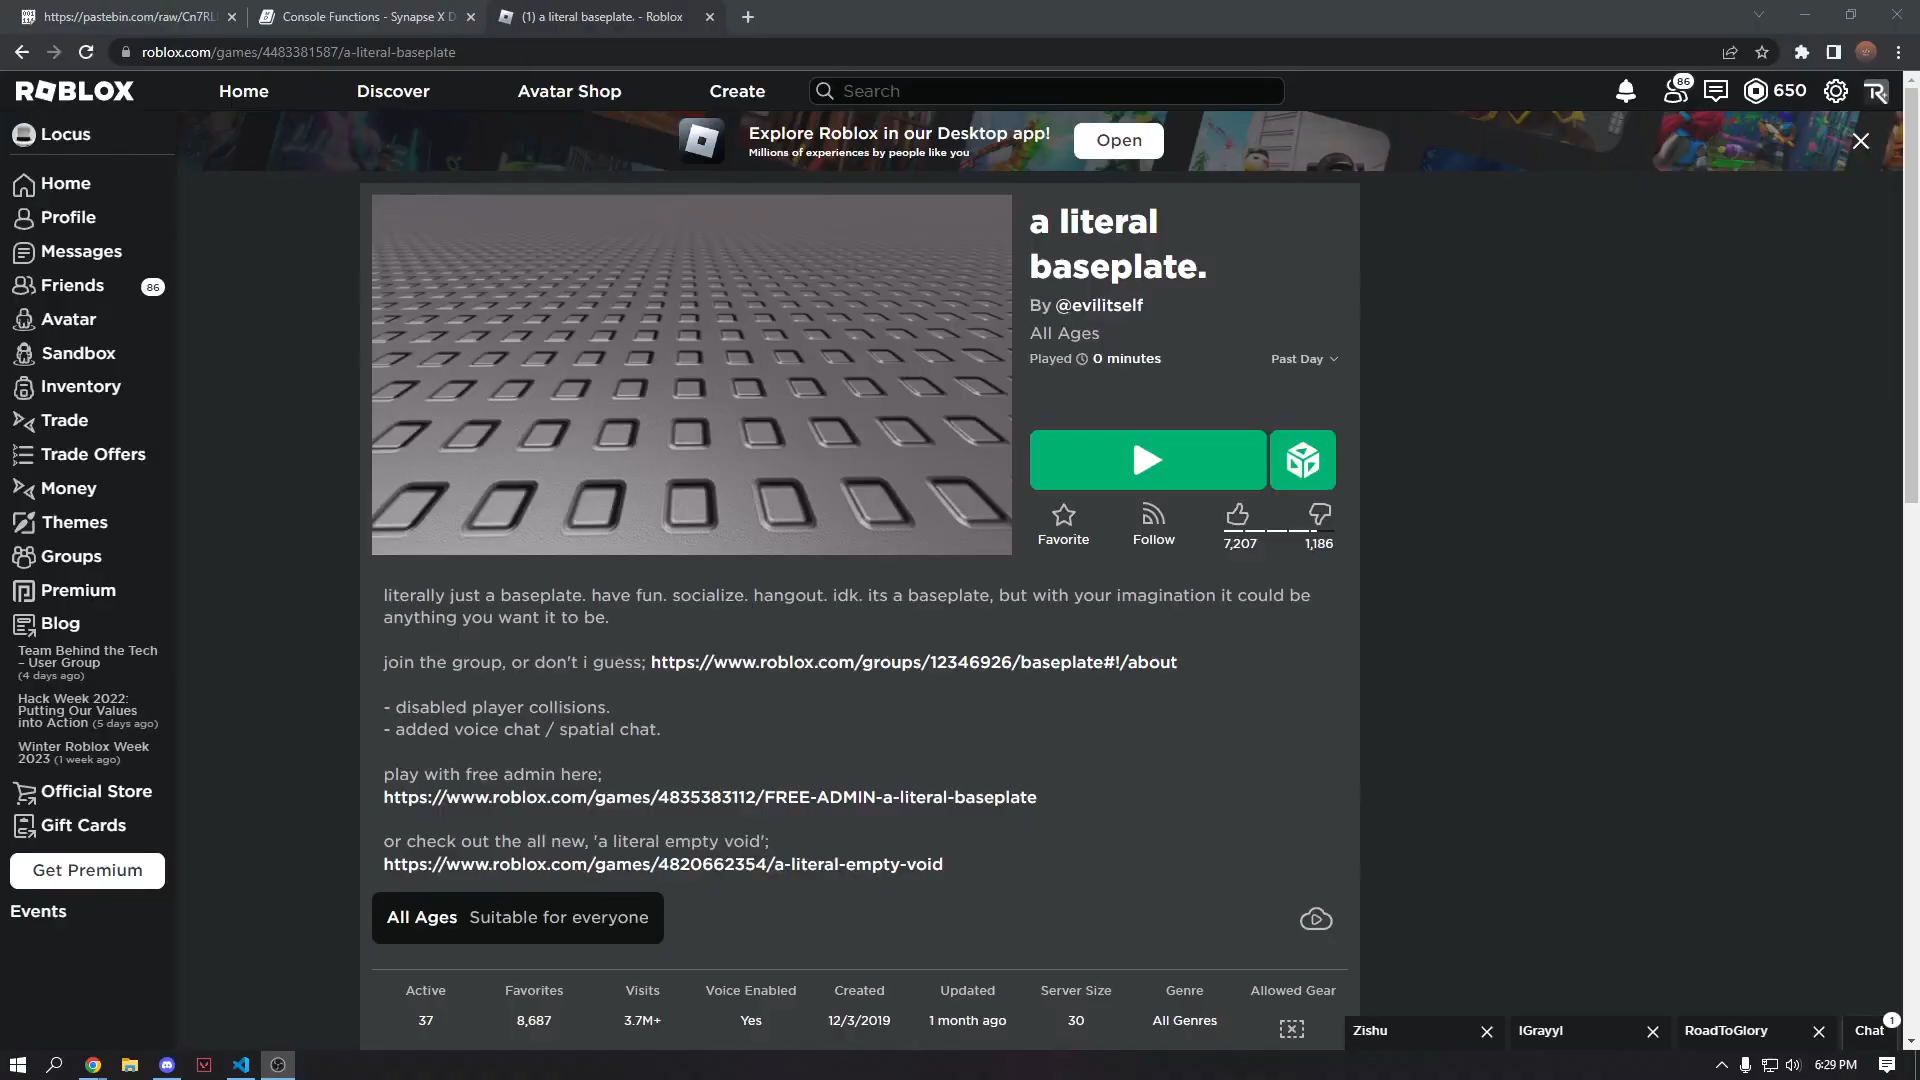 https://pastebin.com/raw/Cn7RL
Console Functions - Synapse X D
(1) a literal baseplate. - Roblox
roblox.com/games/4483381587/a-literal-baseplate
ROBLOX
Home
Discover
Avatar Shop
Create
Search
86
650
Locus
Explore Roblox in our Desktop app!
Millions of experiences by people like you
Open
Home
Profile
Messages
Friends 86
Avatar
Sandbox
Inventory
Trade
Trade Offers
Money
Themes
Groups
Premium
Blog
Team Behind the Tech
– User Group
(4 days ago)
Hack Week 2022:
Putting Our Values
into Action (5 days ago)
Winter Roblox Week
2023 (1 week ago)
Official Store
Gift Cards
Get Premium
Events
a literal
baseplate.
By @evilitself
All Ages
Played 0 minutes
Past Day
Favorite
Follow
7,207
1,186
literally just a baseplate. have fun. socialize. hangout. idk. its a baseplate, but with your imagination it could be
anything you want it to be.
join the group, or don't i guess; https://www.roblox.com/groups/12346926/baseplate#!/about
- disabled player collisions.
- added voice chat / spatial chat.
play with free admin here;
https://www.roblox.com/games/4835383112/FREE-ADMIN-a-literal-baseplate
or check out the all new, 'a literal empty void';
https://www.roblox.com/games/4820662354/a-literal-empty-void
All Ages Suitable for everyone
Active Favorites Visits Voice Enabled Created Updated Server Size Genre Allowed Gear
37 8,687 3.7M+ Yes 12/3/2019 1 month ago 30 All Genres
Zishu
IGrayyl
RoadToGlory
Chat 1
6:29 PM